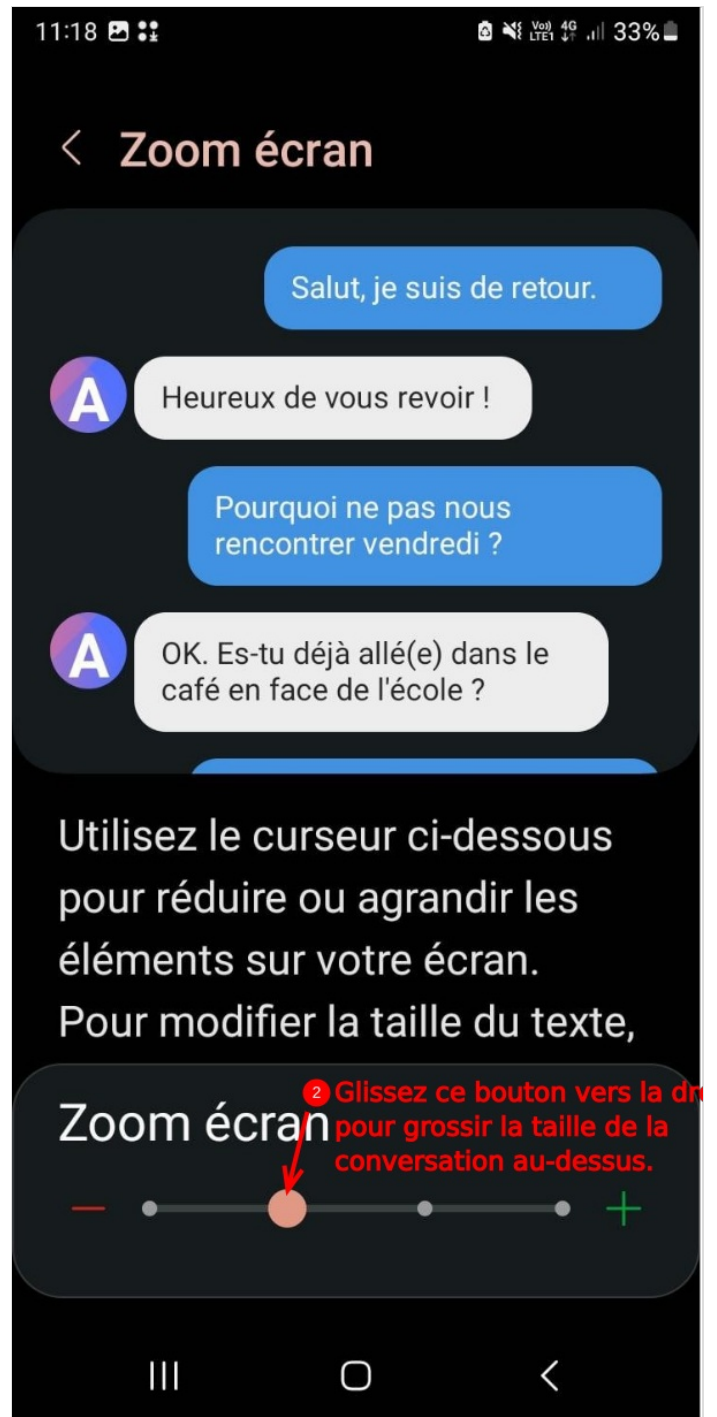 11:18 Voo) LTE1 4G 33%
Zoom écran
Salut, je suis de retour.
A
Heureux de vous revoir !
Pourquoi ne pas nous
rencontrer vendredi ?
A
OK. Es-tu déjà allé(e) dans le
café en face de l'école ?
Utilisez le curseur ci-dessous
pour réduire ou agrandir les
éléments sur votre écran.
Pour modifier la taille du texte,
Zoom écran
2 Glissez ce bouton vers la
pour grossir la taille de la
conversation au-dessus.